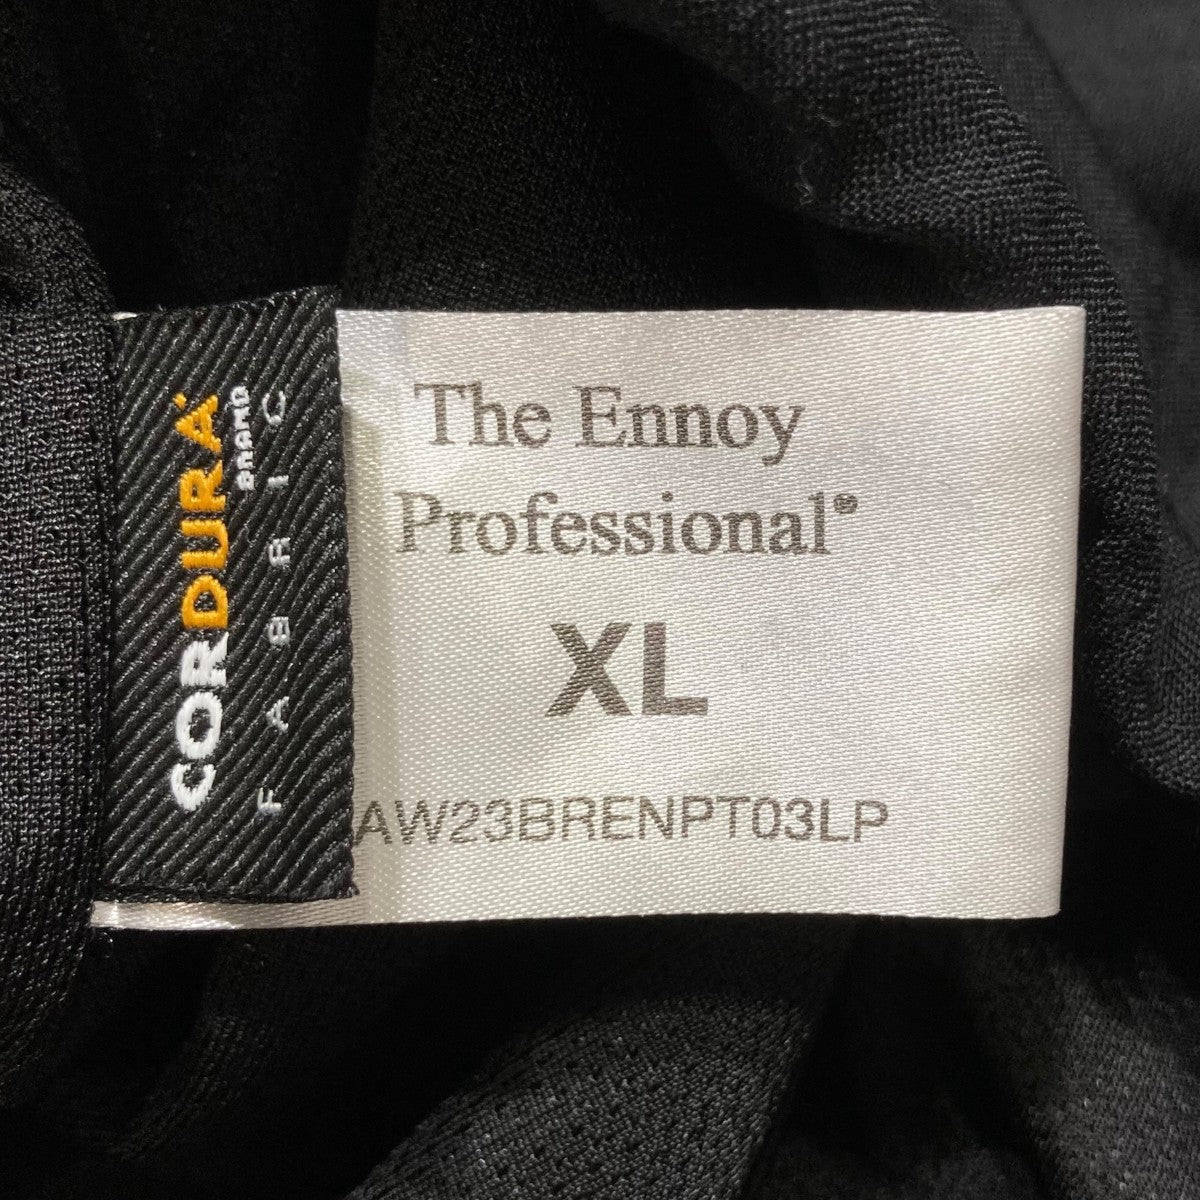 CORDURA
BRAND
FABRIC
The Ennoy
Professional®
XL
AW23BRENPT03LP